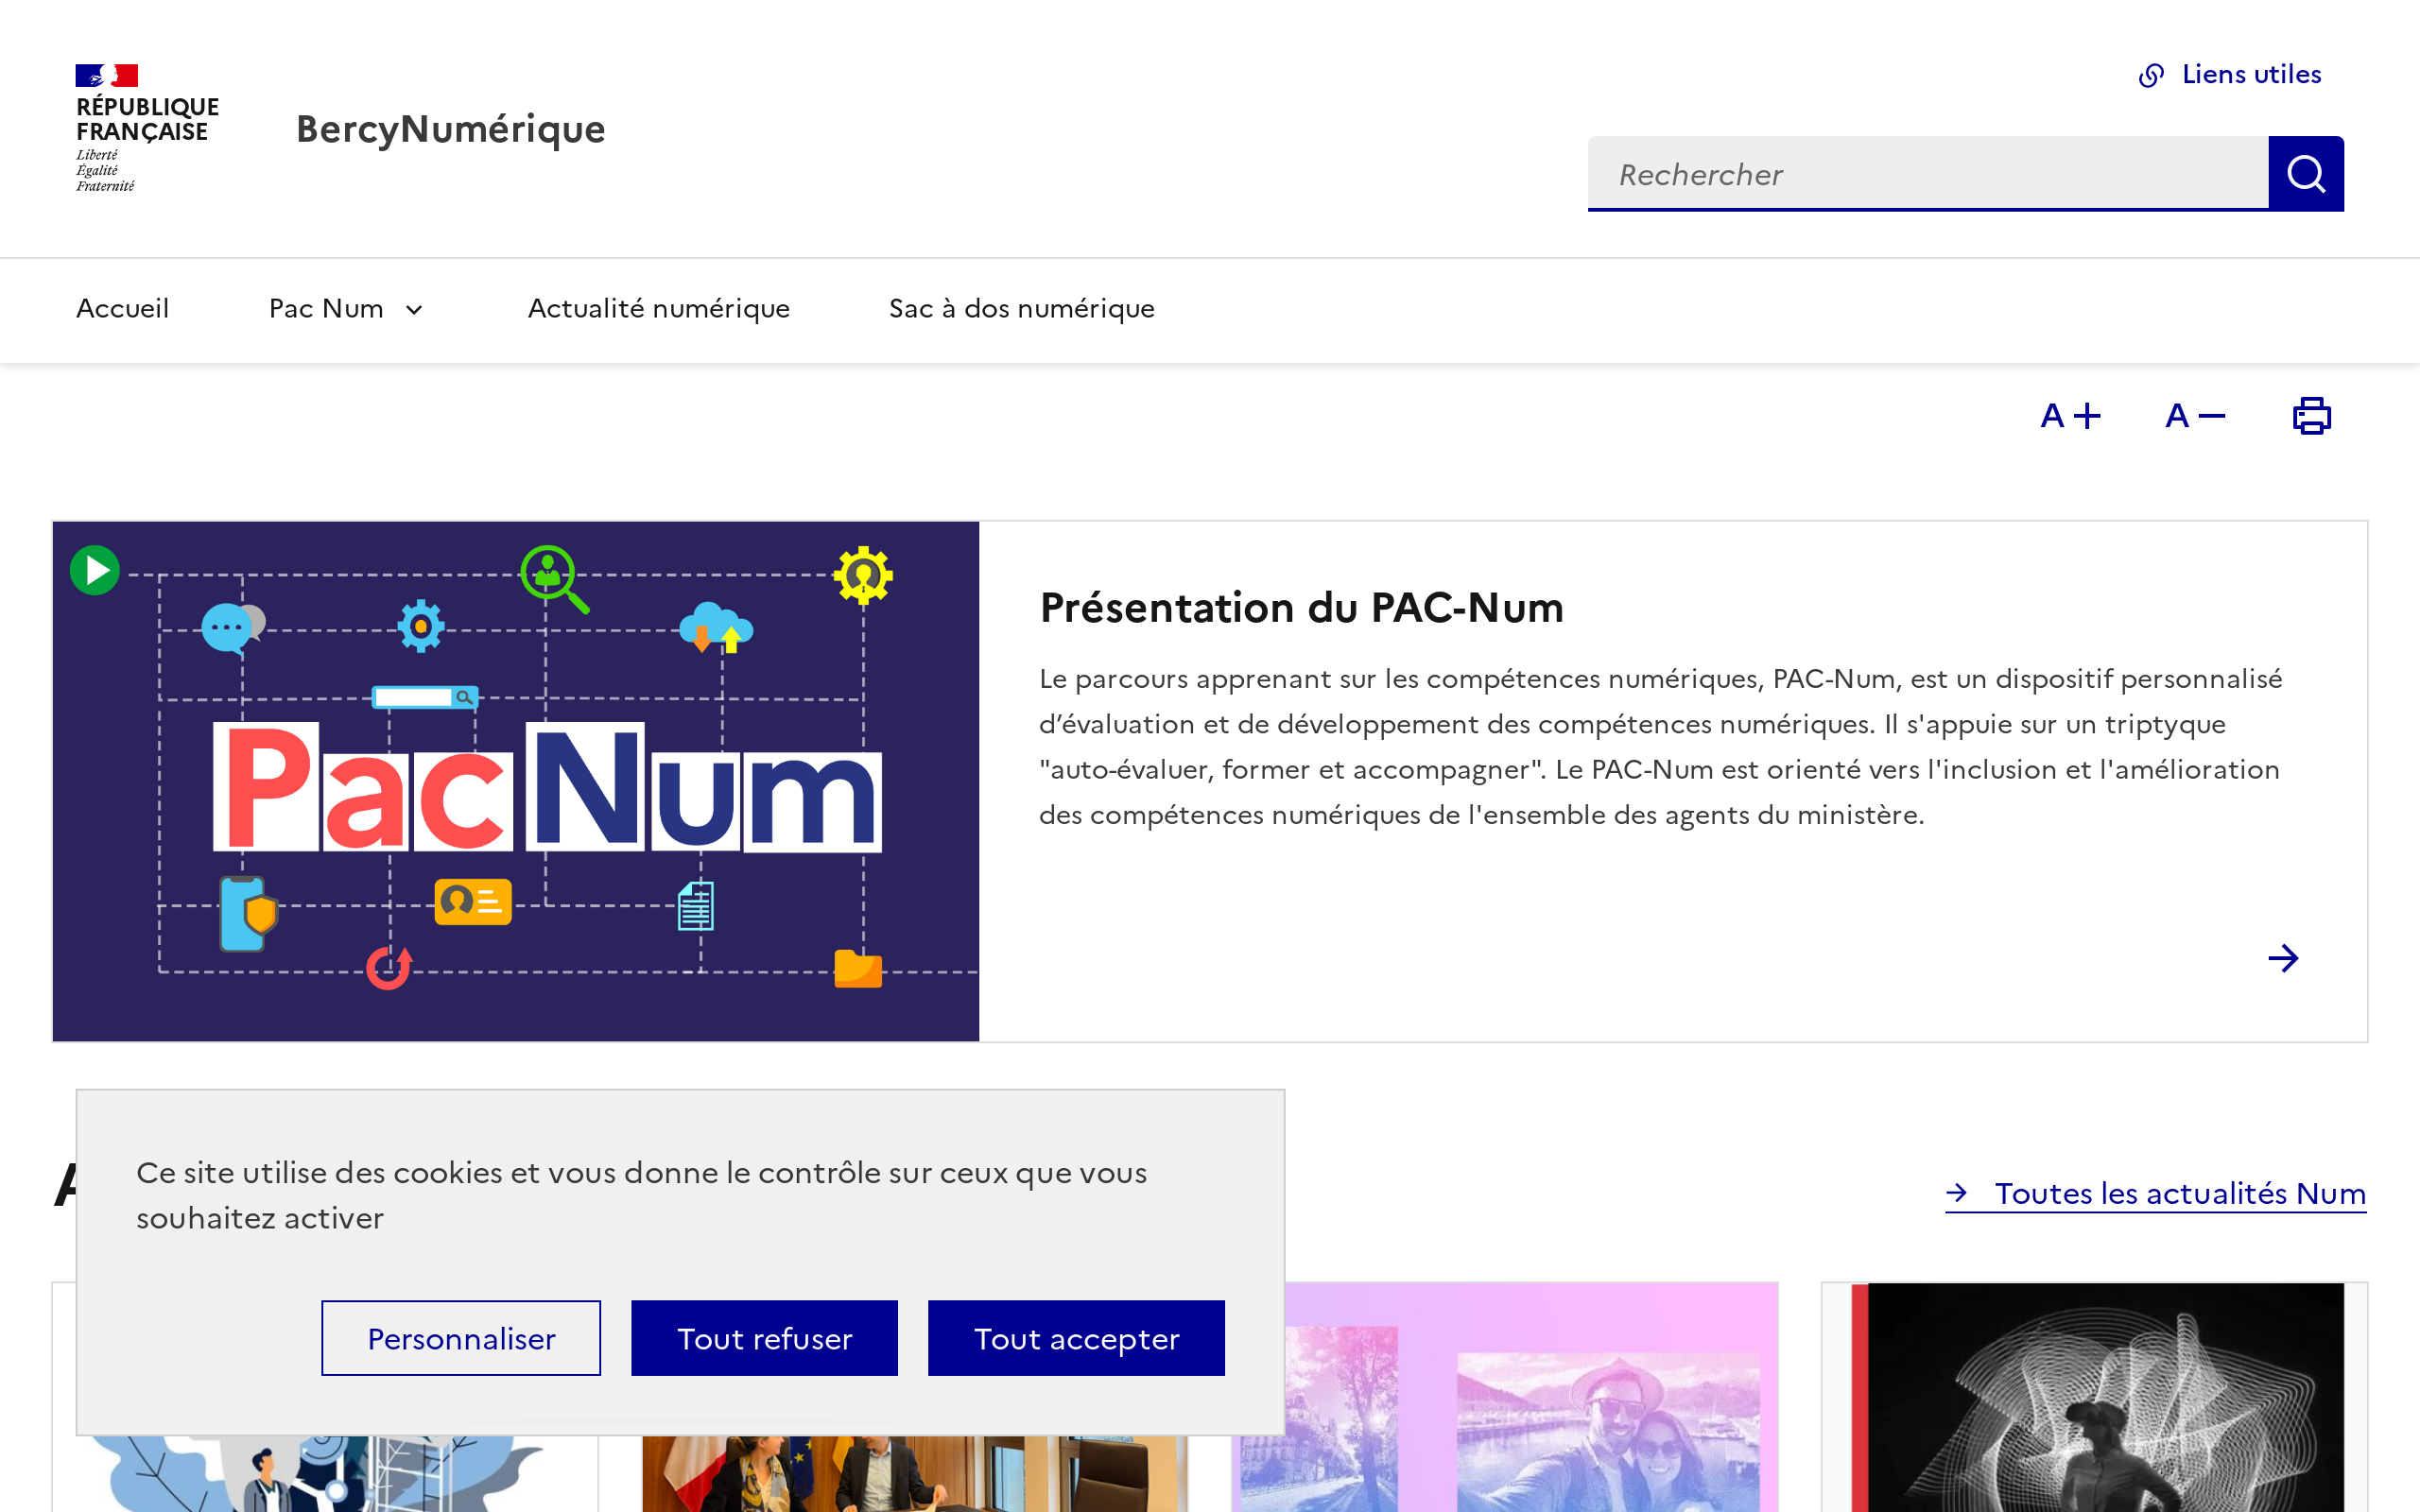 Liens utiles
RÉPUBLIQUE
FRANÇAISE
Liberté
Égalité
Fraternité
BercyNumérique
Rechercher
Accueil
Pac Num
Actualité numérique
Sac à dos numérique
A +
A −
Pac Num
Présentation du PAC-Num
Le parcours apprenant sur les compétences numériques, PAC-Num, est un dispositif personnalisé
d’évaluation et de développement des compétences numériques. Il s'appuie sur un triptyque
"auto-évaluer, former et accompagner". Le PAC-Num est orienté vers l'inclusion et l'amélioration
des compétences numériques de l'ensemble des agents du ministère.
Toutes les actualités Num
Ce site utilise des cookies et vous donne le contrôle sur ceux que vous
souhaitez activer
Personnaliser
Tout refuser
Tout accepter